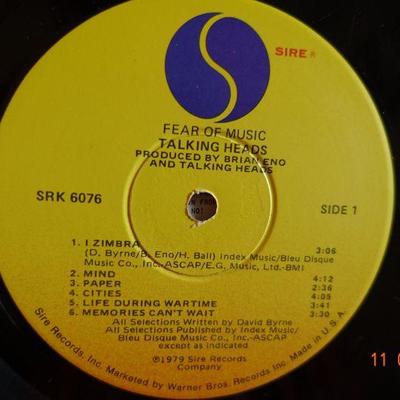 SIRE®
FEAR OF MUSIC
TALKING HEADS
PRODUCED BY BRIAN ENO
AND TALKING HEADS
SRK 6076
SIDE 1
1. I ZIMBRA
(D. Byrne/B. Eno/H. Ball) Index Music/Bleu Disque
Music Co., Inc.-ASCAP/E.G. Music, Ltd.-BMI 3:06
2. MIND 4:12
3. PAPER 2:36
4. CITIES 4:05
5. LIFE DURING WARTIME 3:41
6. MEMORIES CAN'T WAIT 3:30
All Selections Written by David Byrne
All Selections Published by Index Music/
Bleu Disque Music Co., Inc.-ASCAP
except as indicated
℗1979 Sire Records
Company
Sire Records, Inc. Marketed by Warner Bros. Records Inc. Made in U.S.A.
11